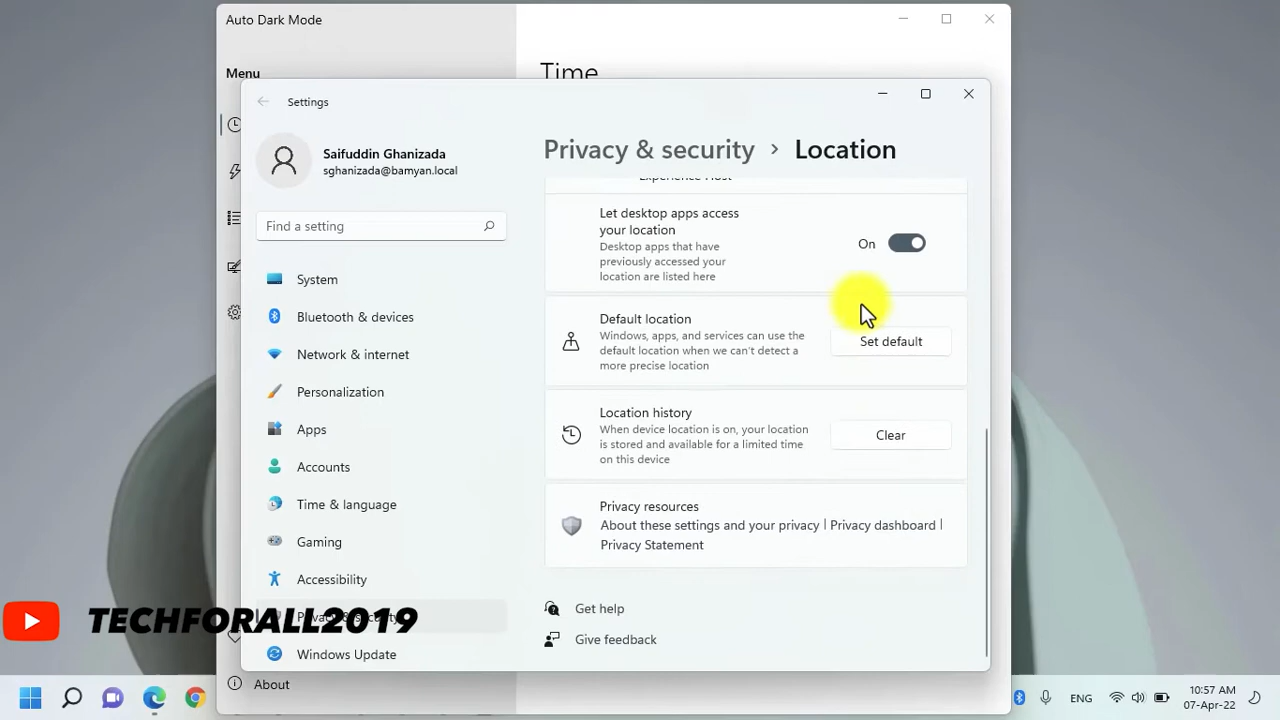 Auto Dark Mode
Menu
Time
Settings
Saifuddin Ghanizada
sghanizada@bamyan.local
Find a setting
System
Bluetooth & devices
Network & internet
Personalization
Apps
Accounts
Time & language
Gaming
Accessibility
Privacy & security
Windows Update
Privacy & security > Location
Experience Host
Let desktop apps access
your location
Desktop apps that have
previously accessed your
location are listed here
On
Default location
Windows, apps, and services can use the
default location when we can't detect a
more precise location
Set default
Location history
When device location is on, your location
is stored and available for a limited time
on this device
Clear
Privacy resources
About these settings and your privacy | Privacy dashboard |
Privacy Statement
Get help
Give feedback
TECHFORALL2019
About
ENG
10:57 AM
07-Apr-22